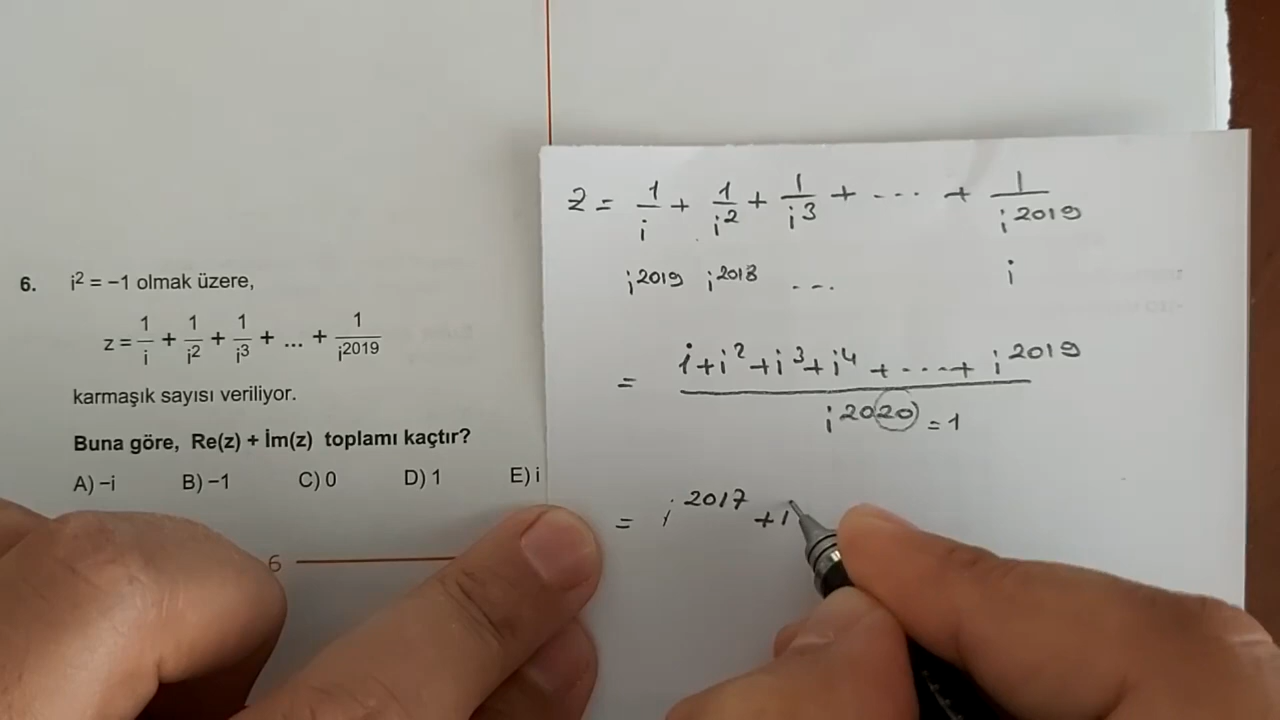 6. i² = −1 olmak üzere,
z = 1/i + 1/i² + 1/i³ + ... + 1/i²⁰¹⁹
karmaşık sayısı veriliyor.
Buna göre, Re(z) + İm(z) toplamı kaçtır?
A) −i B) −1 C) 0 D) 1 E) i
6
z = 1/i + 1/i² + 1/i³ + ... + 1/i²⁰¹⁹
i²⁰¹⁹ i²⁰¹⁸ ... i
= (i + i² + i³ + i⁴ + ... + i²⁰¹⁹)/i²⁰²⁰ = 1
= i²⁰¹⁷ + i